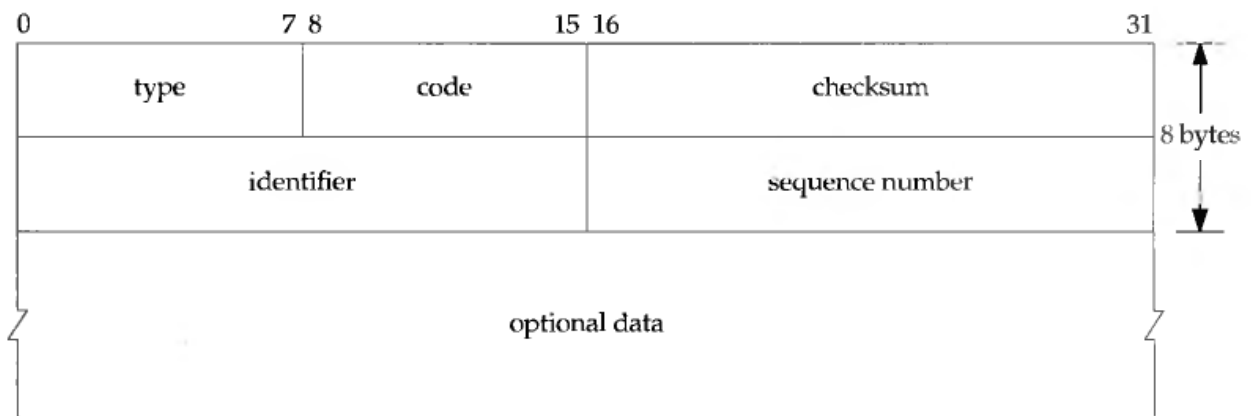 0 7 8 15 16 31
type code checksum
8 bytes
identifier sequence number
optional data